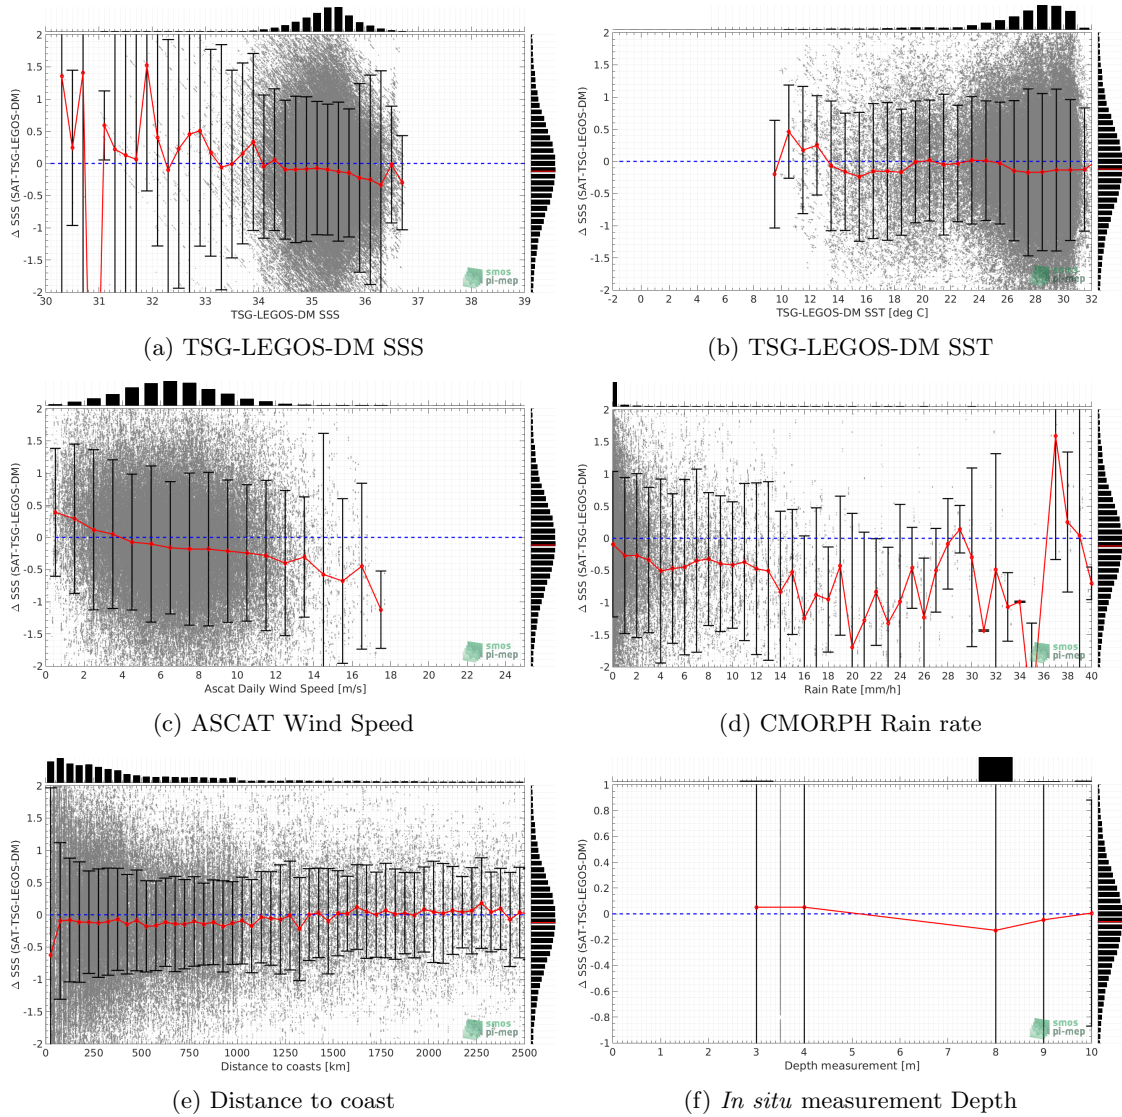 2
1.5
1
0.5
0
-0.5
-1
-1.5
-2
Δ SSS (SAT-TSG-LEGOS-DM)
30 31 32 33 34 35 36 37 38 39
TSG-LEGOS-DM SSS
smos
pi-mep
(a) TSG-LEGOS-DM SSS
2
1.5
1
0.5
0
-0.5
-1
-1.5
-2
Δ SSS (SAT-TSG-LEGOS-DM)
-2 0 2 4 6 8 10 12 14 16 18 20 22 24 26 28 30 32
TSG-LEGOS-DM SST [deg C]
smos
pi-mep
(b) TSG-LEGOS-DM SST
2
1.5
1
0.5
0
-0.5
-1
-1.5
-2
Δ SSS (SAT-TSG-LEGOS-DM)
0 2 4 6 8 10 12 14 16 18 20 22 24
Ascat Daily Wind Speed [m/s]
smos
pi-mep
(c) ASCAT Wind Speed
2
1.5
1
0.5
0
-0.5
-1
-1.5
-2
Δ SSS (SAT-TSG-LEGOS-DM)
0 2 4 6 8 10 12 14 16 18 20 22 24 26 28 30 32 34 36 38 40
Rain Rate [mm/h]
smos
pi-mep
(d) CMORPH Rain rate
2
1.5
1
0.5
0
-0.5
-1
-1.5
-2
Δ SSS (SAT-TSG-LEGOS-DM)
0 250 500 750 1000 1250 1500 1750 2000 2250 2500
Distance to coasts [km]
smos
pi-mep
(e) Distance to coast
1
0.8
0.6
0.4
0.2
0
-0.2
-0.4
-0.6
-0.8
-1
Δ SSS (SAT-TSG-LEGOS-DM)
0 1 2 3 4 5 6 7 8 9 10
Depth measurement [m]
smos
pi-mep
(f) In situ measurement Depth